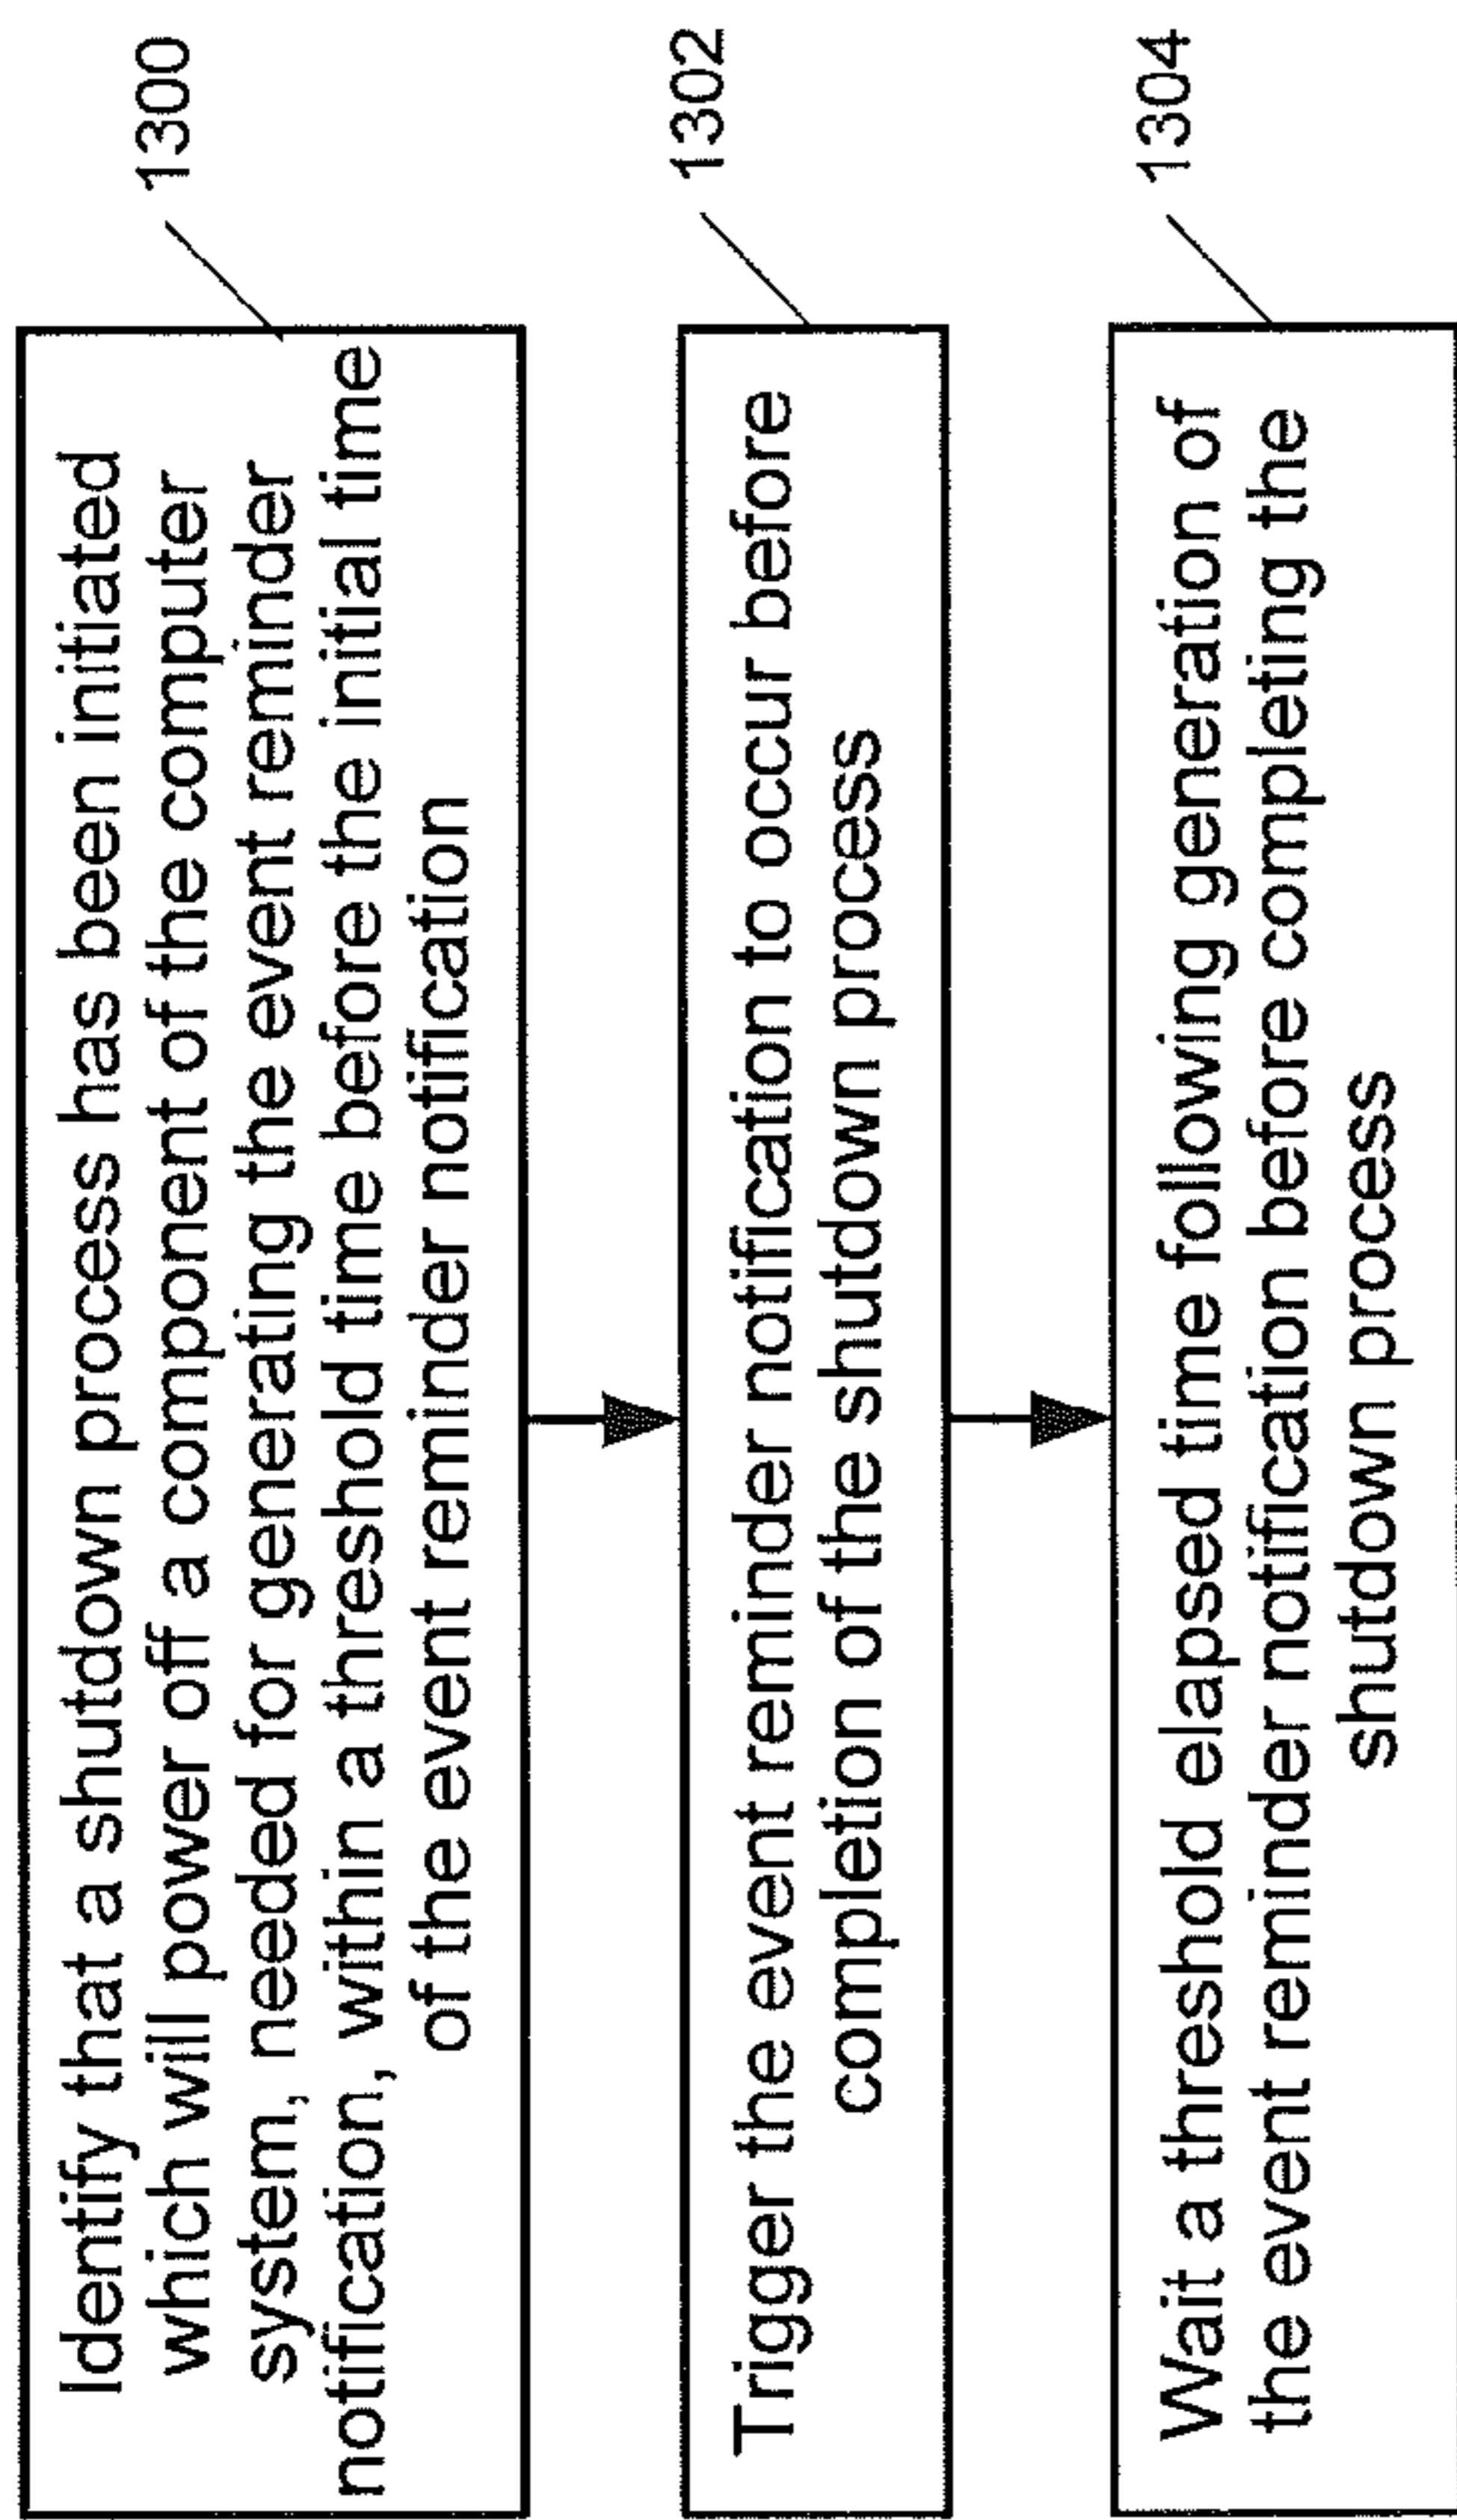 Identify that a shutdown process has been initiated
which will power off a component of the computer
system, needed for generating the event reminder
notification, within a threshold time before the initial time
of the event reminder notification
1300
Trigger the event reminder notification to occur before
completion of the shutdown process
1302
Wait a threshold elapsed time following generation of
the event reminder notification before completing the
shutdown process
1304